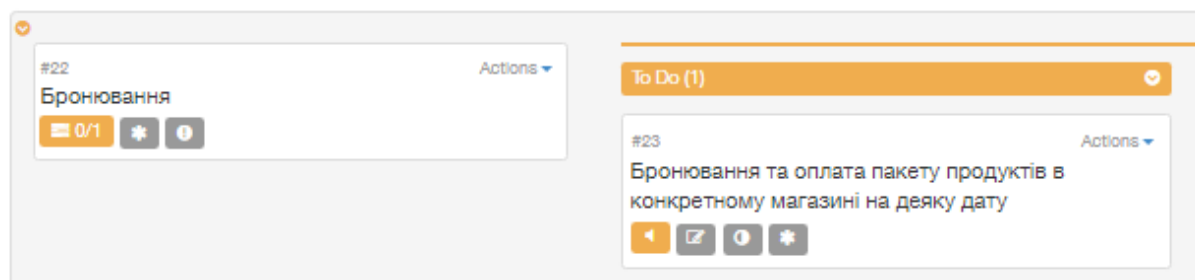 #22 Actions
Бронювання
0/1
To Do (1)
#23 Actions
Бронювання та оплата пакету продуктів в
конкретному магазині на деяку дату